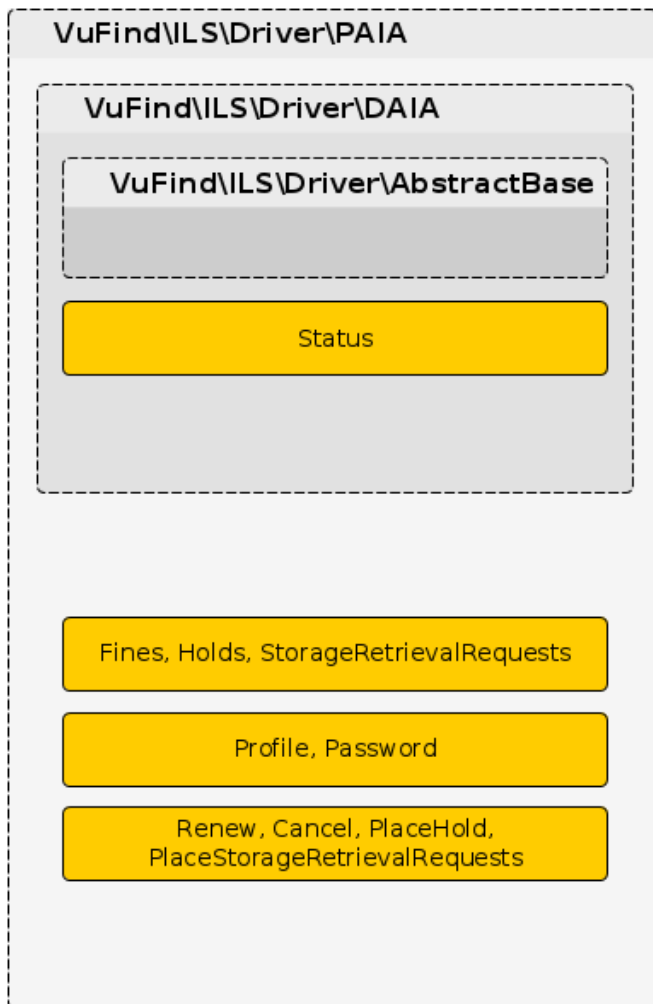 VuFind\ILS\Driver\PAIA
VuFind\ILS\Driver\DAIA
VuFind\ILS\Driver\AbstractBase
Status
Fines, Holds, StorageRetrievalRequests
Profile, Password
Renew, Cancel, PlaceHold,
PlaceStorageRetrievalRequests